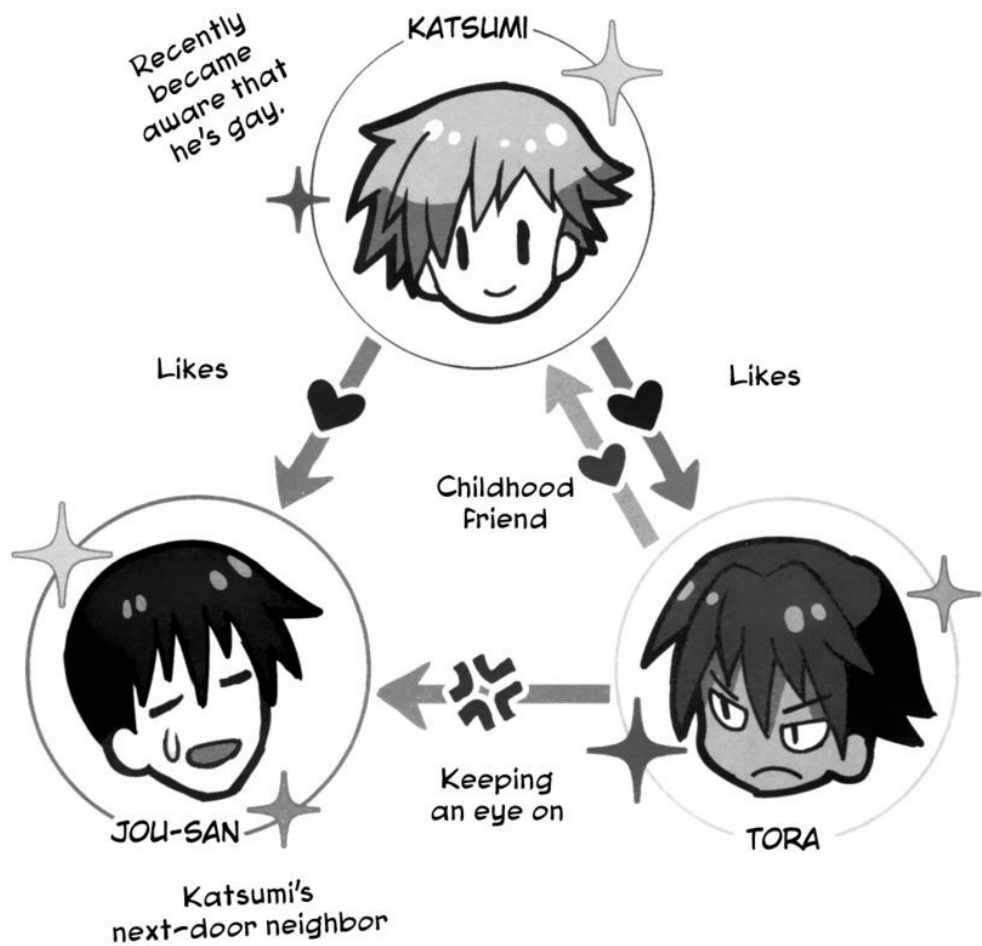 KATSUMI
Recently
became
aware that
he's gay.
Likes
Likes
Childhood
friend
Keeping
an eye on
JOU-SAN
TORA
Katsumi's
next-door neighbor